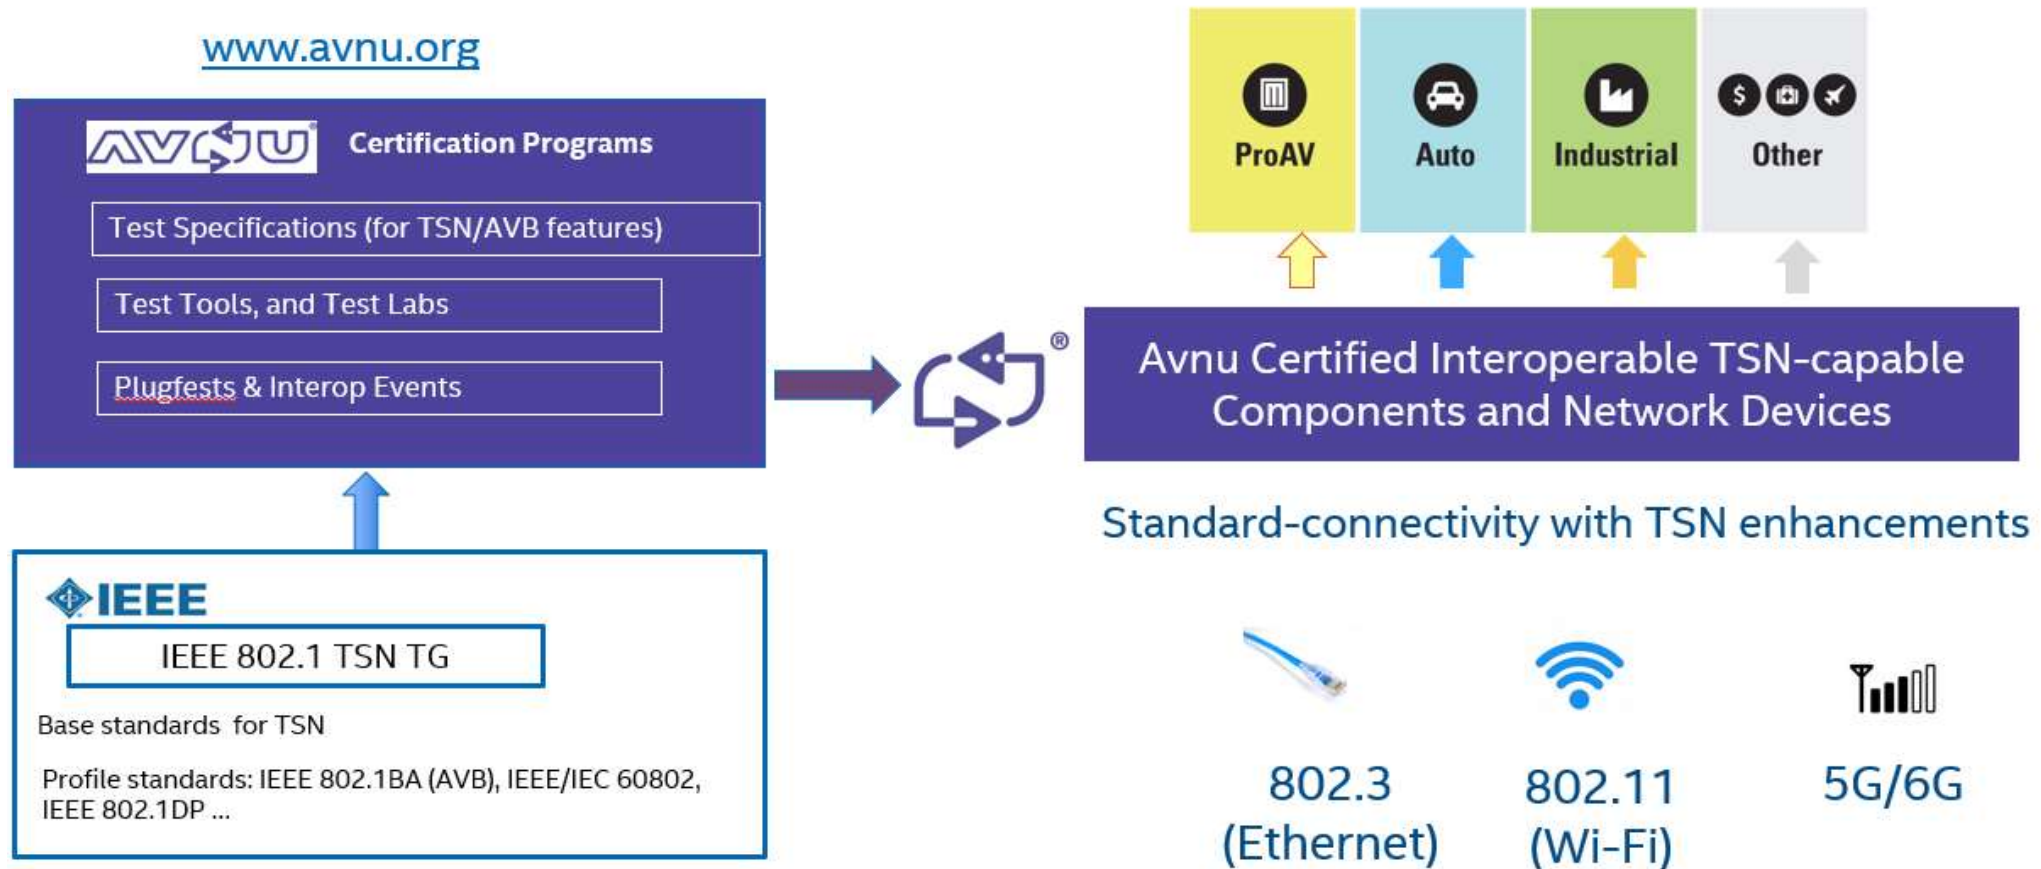 www.avnu.org
AVNU® Certification Programs
Test Specifications (for TSN/AVB features)
Test Tools, and Test Labs
Plugfests & Interop Events
IEEE
IEEE 802.1 TSN TG
Base standards for TSN
Profile standards: IEEE 802.1BA (AVB), IEEE/IEC 60802,
IEEE 802.1DP ...
®
ProAV
Auto
Industrial
$
Other
Avnu Certified Interoperable TSN-capable
Components and Network Devices
Standard-connectivity with TSN enhancements
802.3
(Ethernet)
802.11
(Wi-Fi)
5G/6G